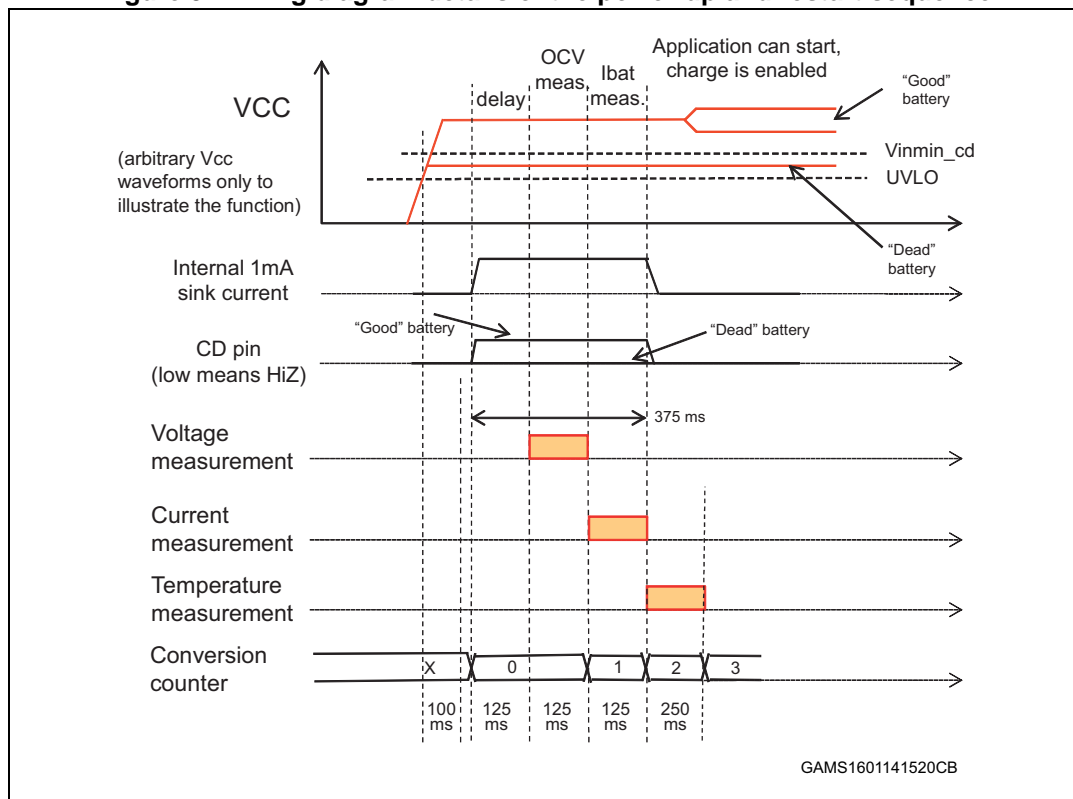 OCV
meas.
Ibat
meas.
delay
Application can start,
charge is enabled
"Good"
battery
VCC
(arbitrary Vcc
waveforms only to
illustrate the function)
Vinmin_cd
UVLO
"Dead"
battery
Internal 1mA
sink current
"Good" battery
"Dead" battery
CD pin
(low means HiZ)
375 ms
Voltage
measurement
Current
measurement
Temperature
measurement
Conversion
counter
X
0
1
2
3
100
ms
125
ms
125
ms
125
ms
250
ms
GAMS1601141520CB